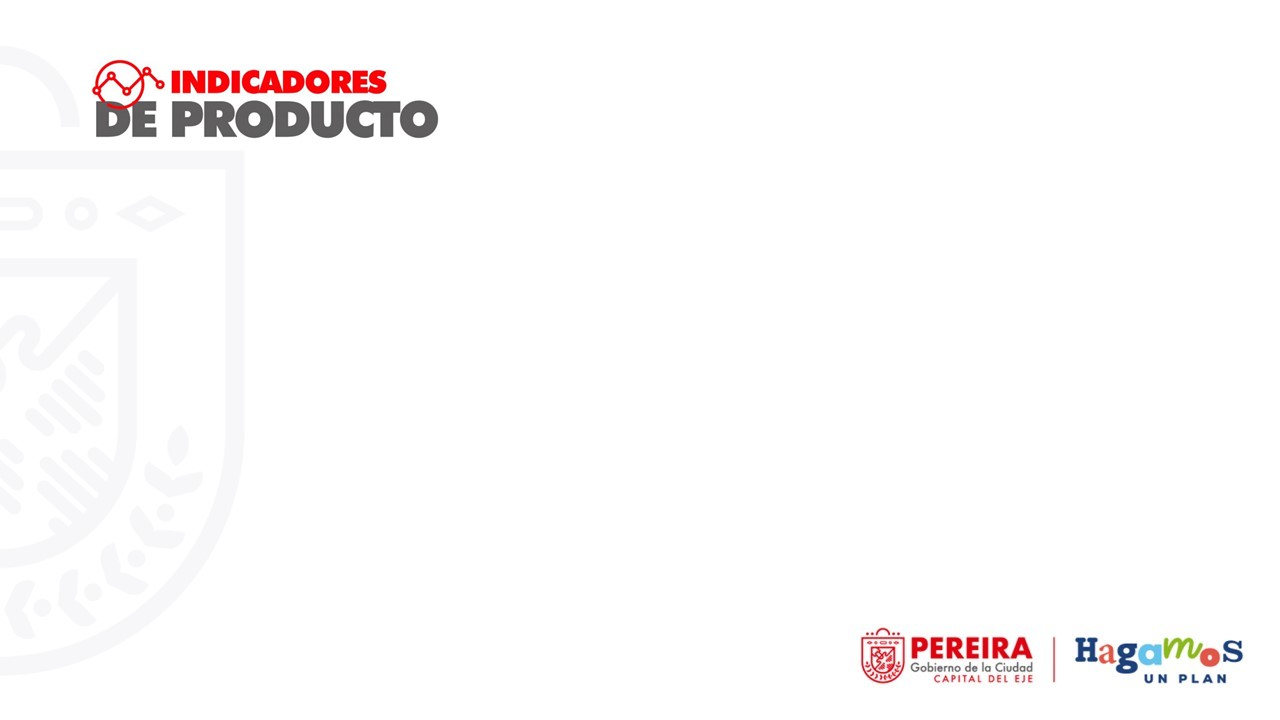 INDICADORES
DE PRODUCTO
PEREIRA
Gobierno de la Ciudad
CAPITAL DEL EJE
HagamoS
UN PLAN